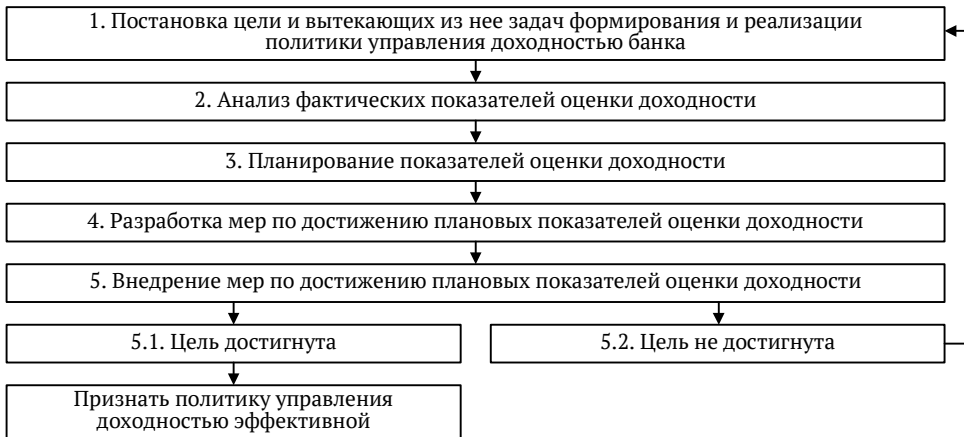 1. Постановка цели и вытекающих из нее задач формирования и реализации
политики управления доходностью банка
2. Анализ фактических показателей оценки доходности
3. Планирование показателей оценки доходности
4. Разработка мер по достижению плановых показателей оценки доходности
5. Внедрение мер по достижению плановых показателей оценки доходности
5.1. Цель достигнута
5.2. Цель не достигнута
Признать политику управления
доходностью эффективной